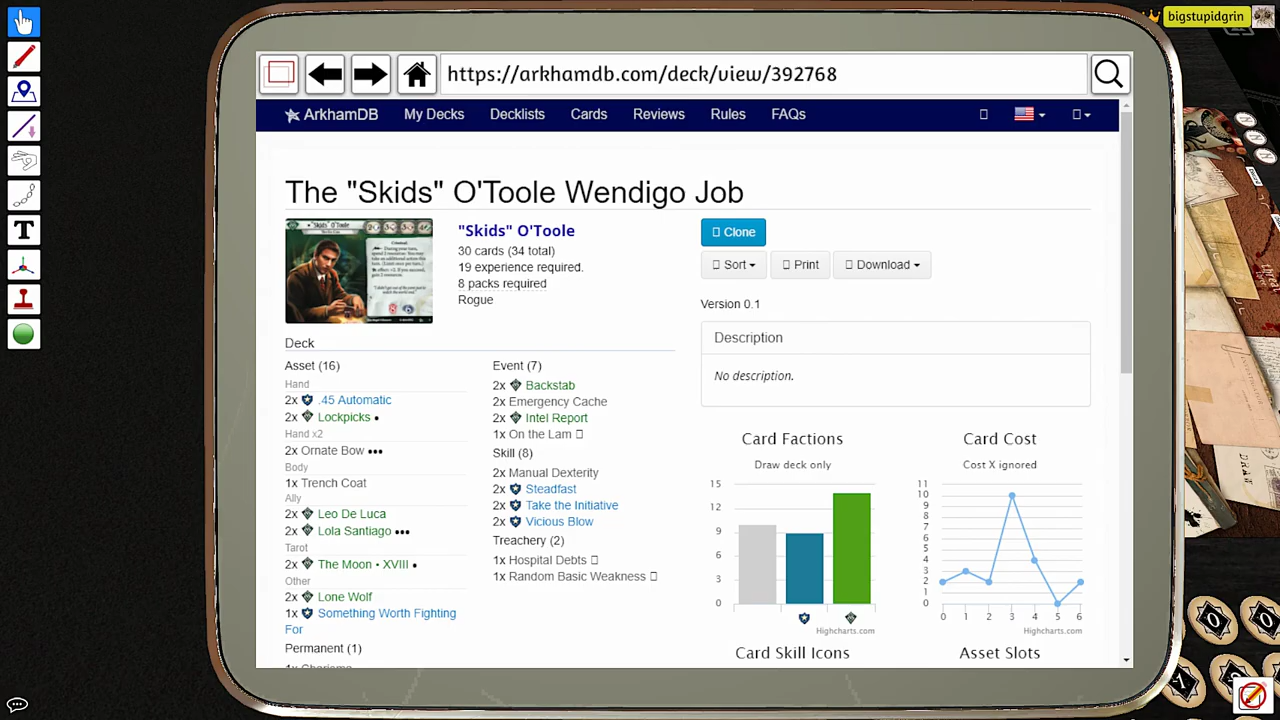 bigstupidgrin
https://arkhamdb.com/deck/view/392768
ArkhamDB My Decks Decklists Cards Reviews Rules FAQs
The "Skids" O'Toole Wendigo Job
"Skids" O'Toole
30 cards (34 total)
19 experience required.
8 packs required
Rogue
Clone
Sort Print Download
Version 0.1
Description
No description.
Deck
Asset (16)
Hand
2x .45 Automatic
2x Lockpicks •
Hand x2
2x Ornate Bow •••
Body
1x Trench Coat
Ally
2x Leo De Luca
2x Lola Santiago •••
Tarot
2x The Moon • XVIII •
Other
2x Lone Wolf
1x Something Worth Fighting
For
Permanent (1)
1x Charisma
Event (7)
2x Backstab
2x Emergency Cache
2x Intel Report
1x On the Lam
Skill (8)
2x Manual Dexterity
2x Steadfast
2x Take the Initiative
2x Vicious Blow
Treachery (2)
1x Hospital Debts
1x Random Basic Weakness
Card Factions
Draw deck only
15
12
9
6
3
0
Highcharts.com
Card Cost
Cost X ignored
11
10
9
8
7
6
5
4
3
2
1
0
0 1 2 3 4 5 6
Highcharts.com
Card Skill Icons
Asset Slots
T